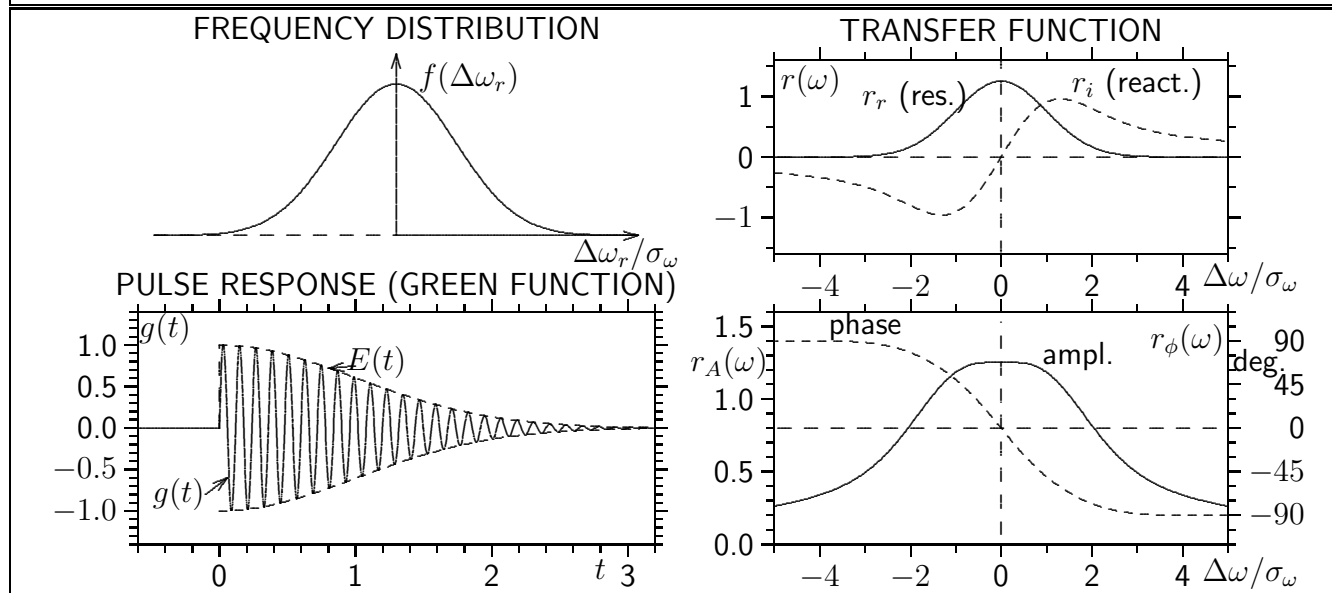 FREQUENCY DISTRIBUTION
f(Δω_r)
Δω_r/σ_ω
TRANSFER FUNCTION
r(ω)
r_r (res.)
r_i (react.)
1
0
−1
−4 −2 0 2 4 Δω/σ_ω
PULSE RESPONSE (GREEN FUNCTION)
g(t)
E(t)
1.0
0.5
0.0
−0.5
−1.0
g(t)
0 1 2 t 3
phase
ampl.
r_A(ω)
r_ϕ(ω)
deg.
1.5
1.0
0.5
0.0
90
45
0
−45
−90
−4 −2 0 2 4 Δω/σ_ω